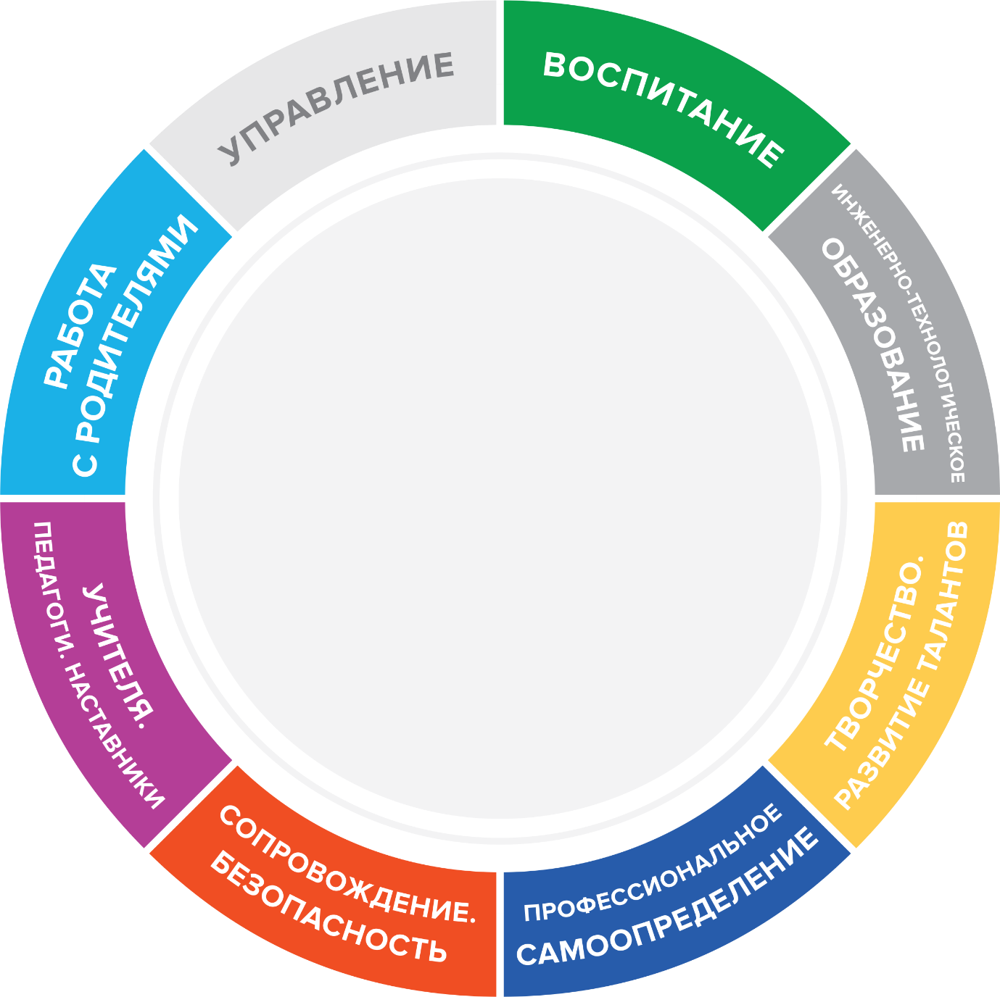 ВОСПИТАНИЕ
ИНЖЕНЕРНО-ТЕХНОЛОГИЧЕСКОЕ
ОБРАЗОВАНИЕ
ТВОРЧЕСТВО.
РАЗВИТИЕ ТАЛАНТОВ
ПРОФЕССИОНАЛЬНОЕ
САМООПРЕДЕЛЕНИЕ
СОПРОВОЖДЕНИЕ.
БЕЗОПАСНОСТЬ
УЧИТЕЛЯ.
ПЕДАГОГИ. НАСТАВНИКИ
РАБОТА
С РОДИТЕЛЯМИ
УПРАВЛЕНИЕ